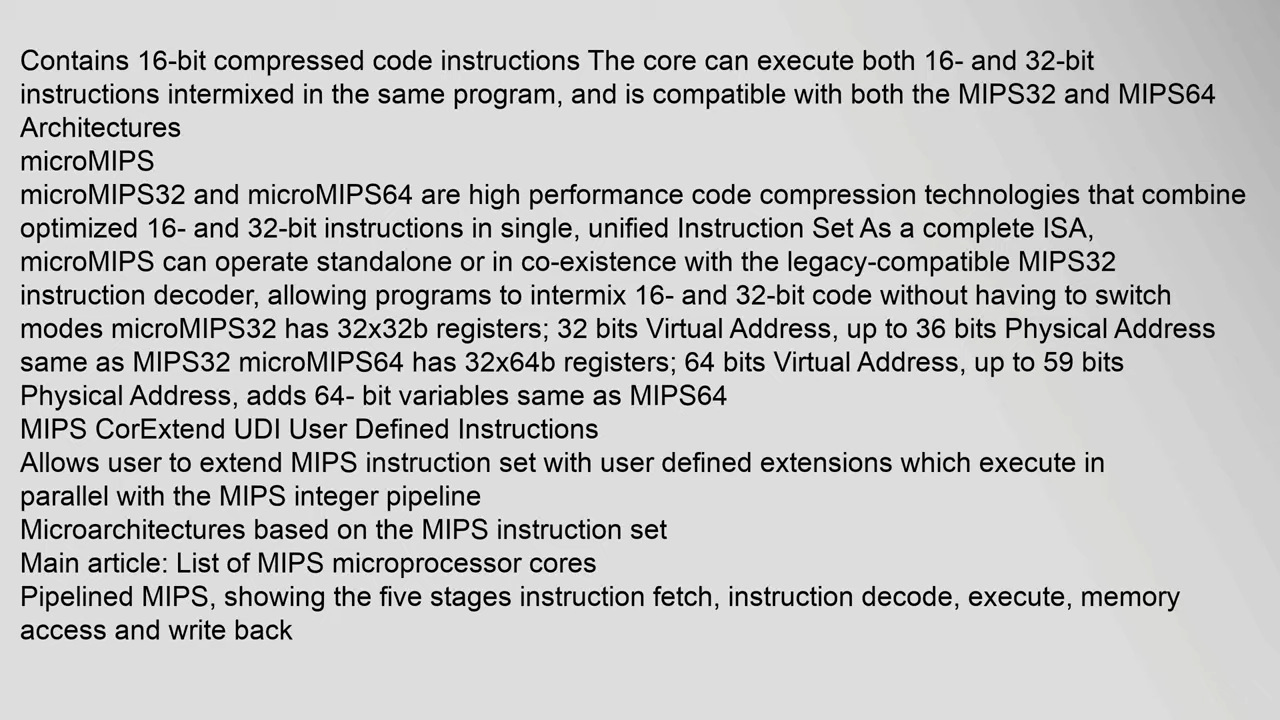 Contains 16-bit compressed code instructions The core can execute both 16- and 32-bit
instructions intermixed in the same program, and is compatible with both the MIPS32 and MIPS64
Architectures
microMIPS
microMIPS32 and microMIPS64 are high performance code compression technologies that combine
optimized 16- and 32-bit instructions in single, unified Instruction Set As a complete ISA,
microMIPS can operate standalone or in co-existence with the legacy-compatible MIPS32
instruction decoder, allowing programs to intermix 16- and 32-bit code without having to switch
modes microMIPS32 has 32x32b registers; 32 bits Virtual Address, up to 36 bits Physical Address
same as MIPS32 microMIPS64 has 32x64b registers; 64 bits Virtual Address, up to 59 bits
Physical Address, adds 64- bit variables same as MIPS64
MIPS CorExtend UDI User Defined Instructions
Allows user to extend MIPS instruction set with user defined extensions which execute in
parallel with the MIPS integer pipeline
Microarchitectures based on the MIPS instruction set
Main article: List of MIPS microprocessor cores
Pipelined MIPS, showing the five stages instruction fetch, instruction decode, execute, memory
access and write back